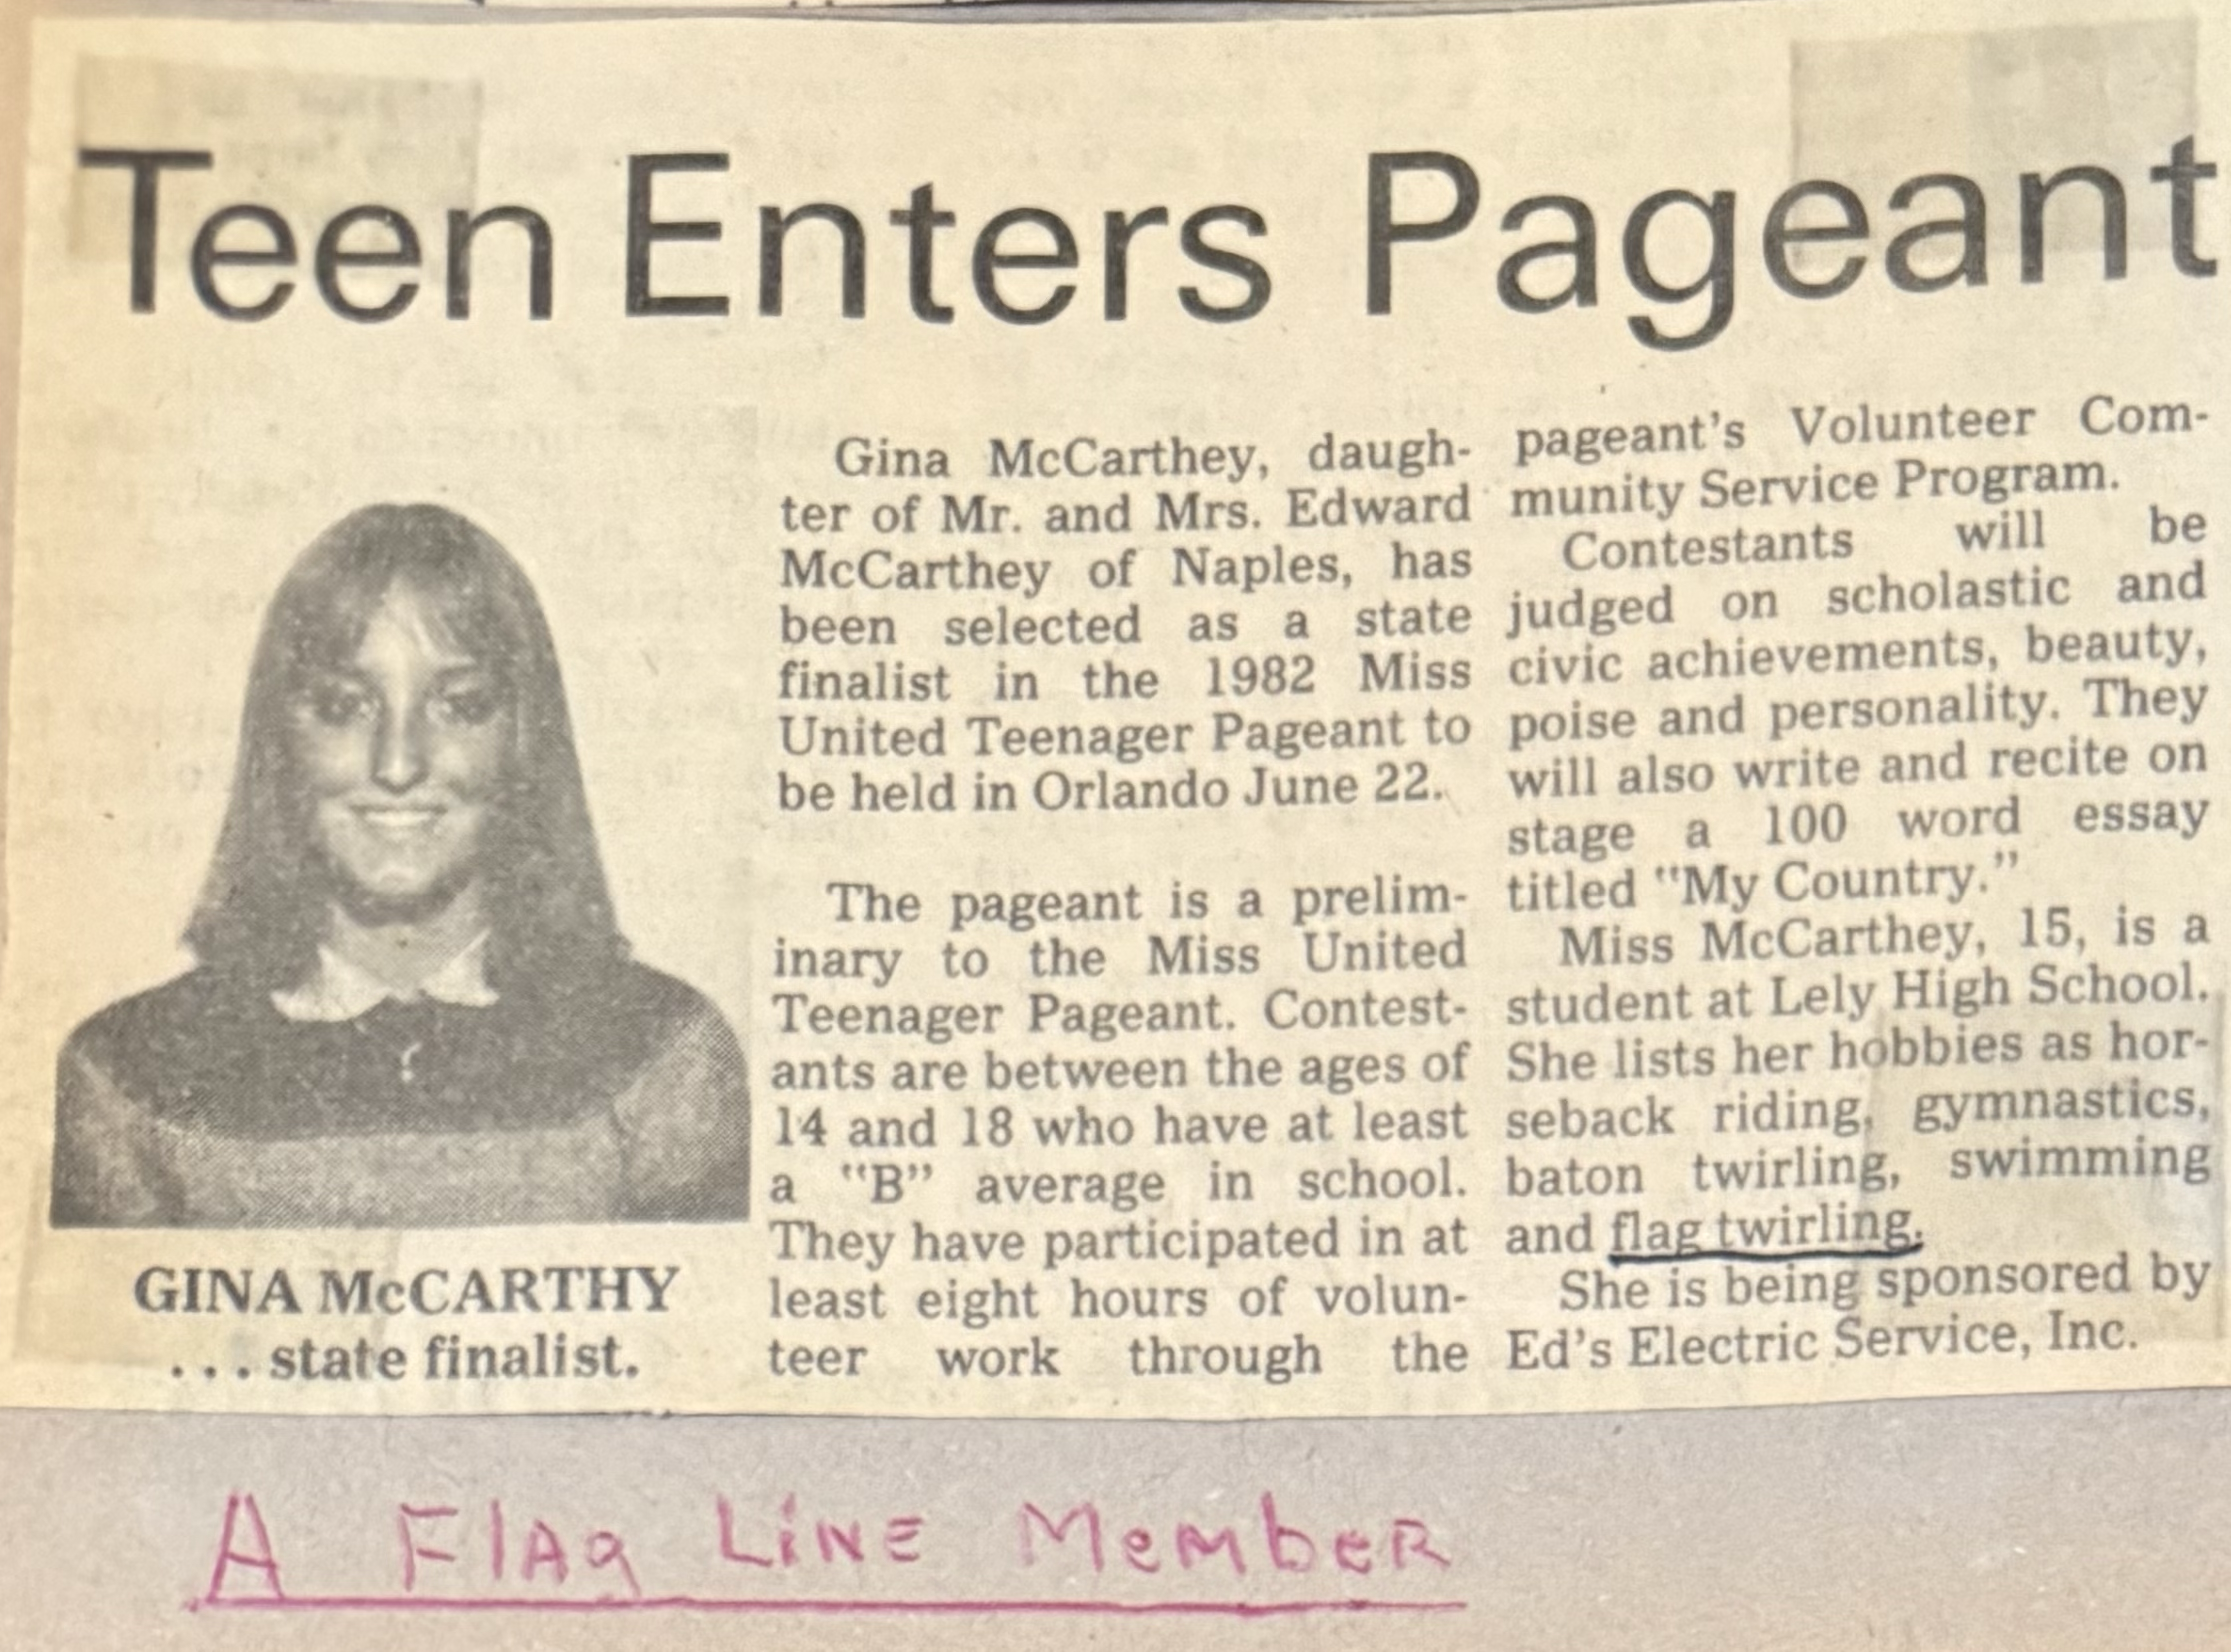 Teen Enters Pageant
GINA McCARTHY
. . . state finalist.
Gina McCarthey, daugh-
ter of Mr. and Mrs. Edward
McCarthey of Naples, has
been selected as a state
finalist in the 1982 Miss
United Teenager Pageant to
be held in Orlando June 22.
The pageant is a prelim-
inary to the Miss United
Teenager Pageant. Contest-
ants are between the ages of
14 and 18 who have at least
a "B" average in school.
They have participated in at
least eight hours of volun-
teer work through the
pageant's Volunteer Com-
munity Service Program.
Contestants will be
judged on scholastic and
civic achievements, beauty,
poise and personality. They
will also write and recite on
stage a 100 word essay
titled "My Country."
Miss McCarthey, 15, is a
student at Lely High School.
She lists her hobbies as hor-
seback riding, gymnastics,
baton twirling, swimming
and flag twirling.
She is being sponsored by
Ed's Electric Service, Inc.
A FlAg LiNE MembeR